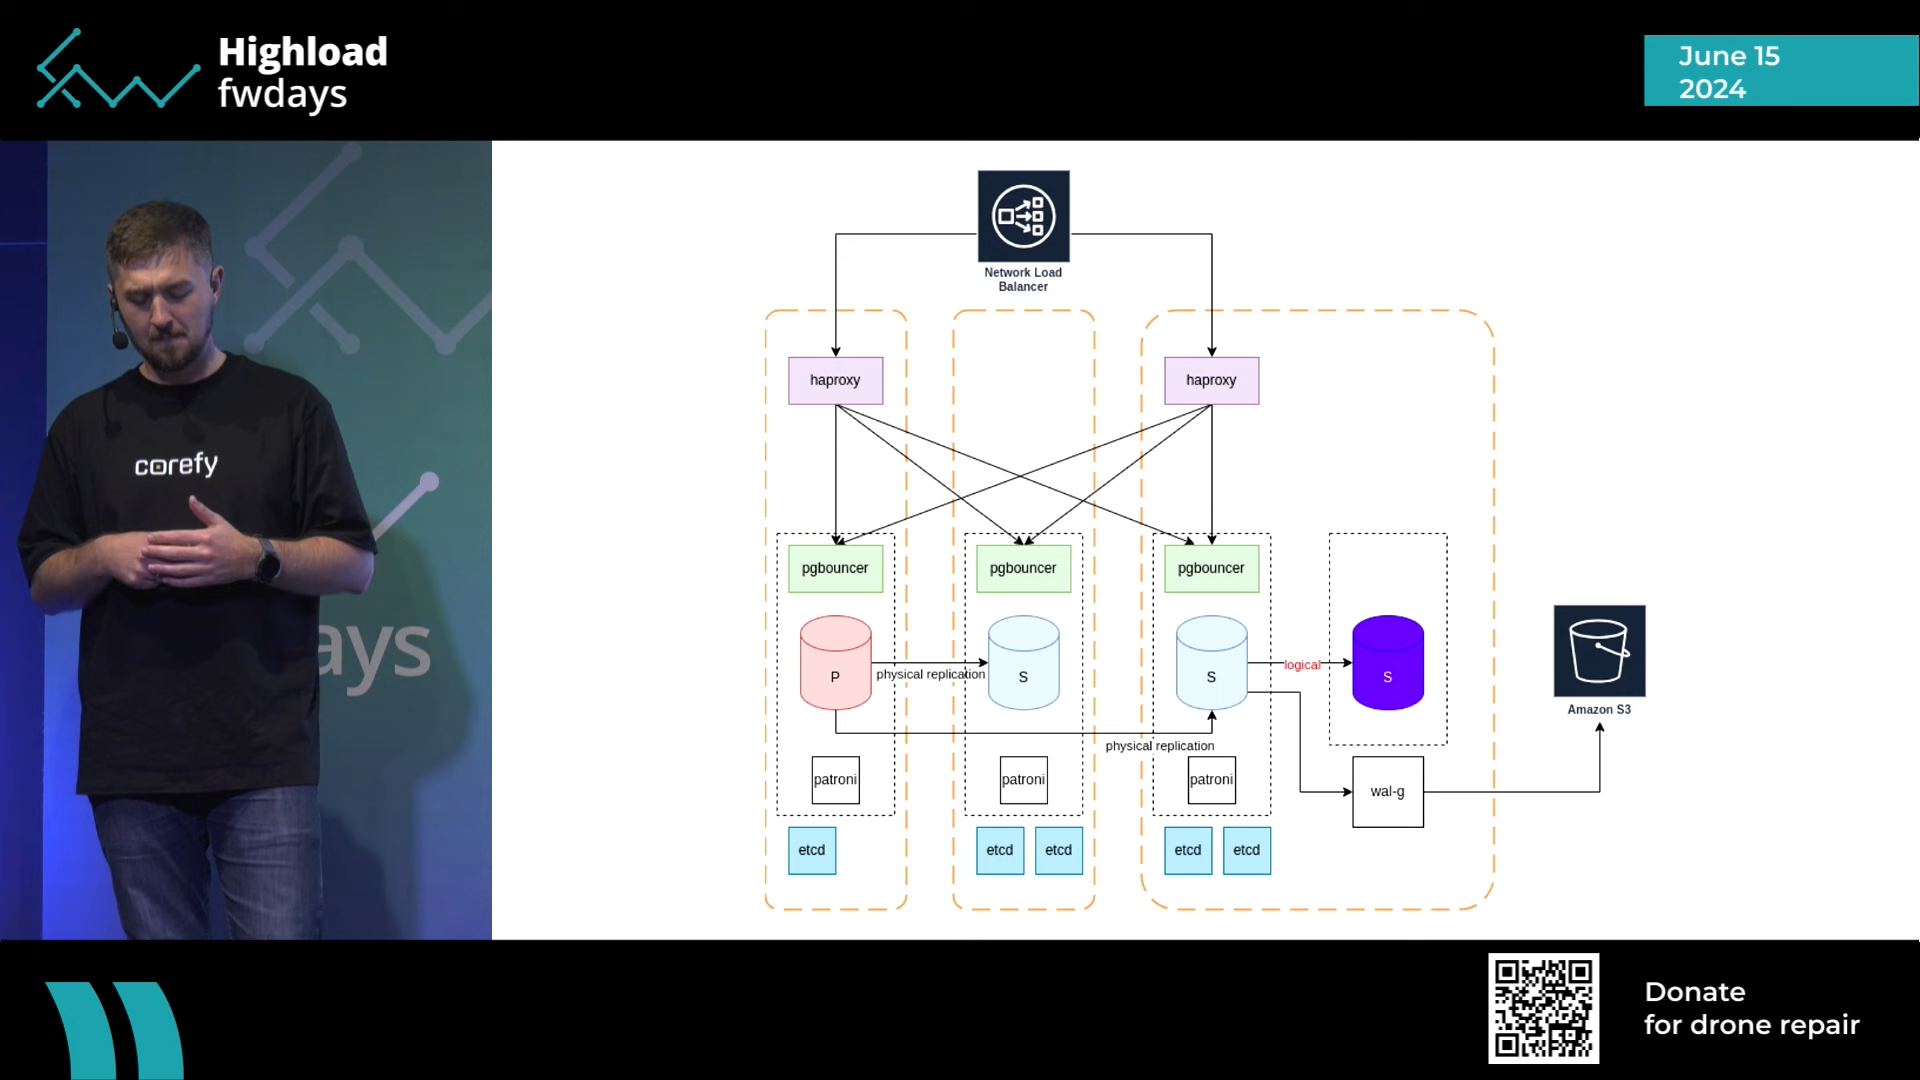 Highload
fwdays
June 15
2024
corefy
ays
Network Load
Balancer
haproxy
haproxy
pgbouncer
pgbouncer
pgbouncer
P
physical replication
S
S
logical
S
physical replication
Amazon S3
patroni
patroni
patroni
wal-g
etcd
etcd
etcd
etcd
etcd
Donate
for drone repair